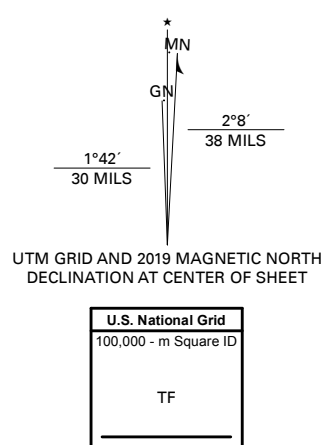 ★
MN
GN
2°8´
38 MILS
1°42´
30 MILS
UTM GRID AND 2019 MAGNETIC NORTH
DECLINATION AT CENTER OF SHEET
U.S. National Grid
100,000 - m Square ID
TF